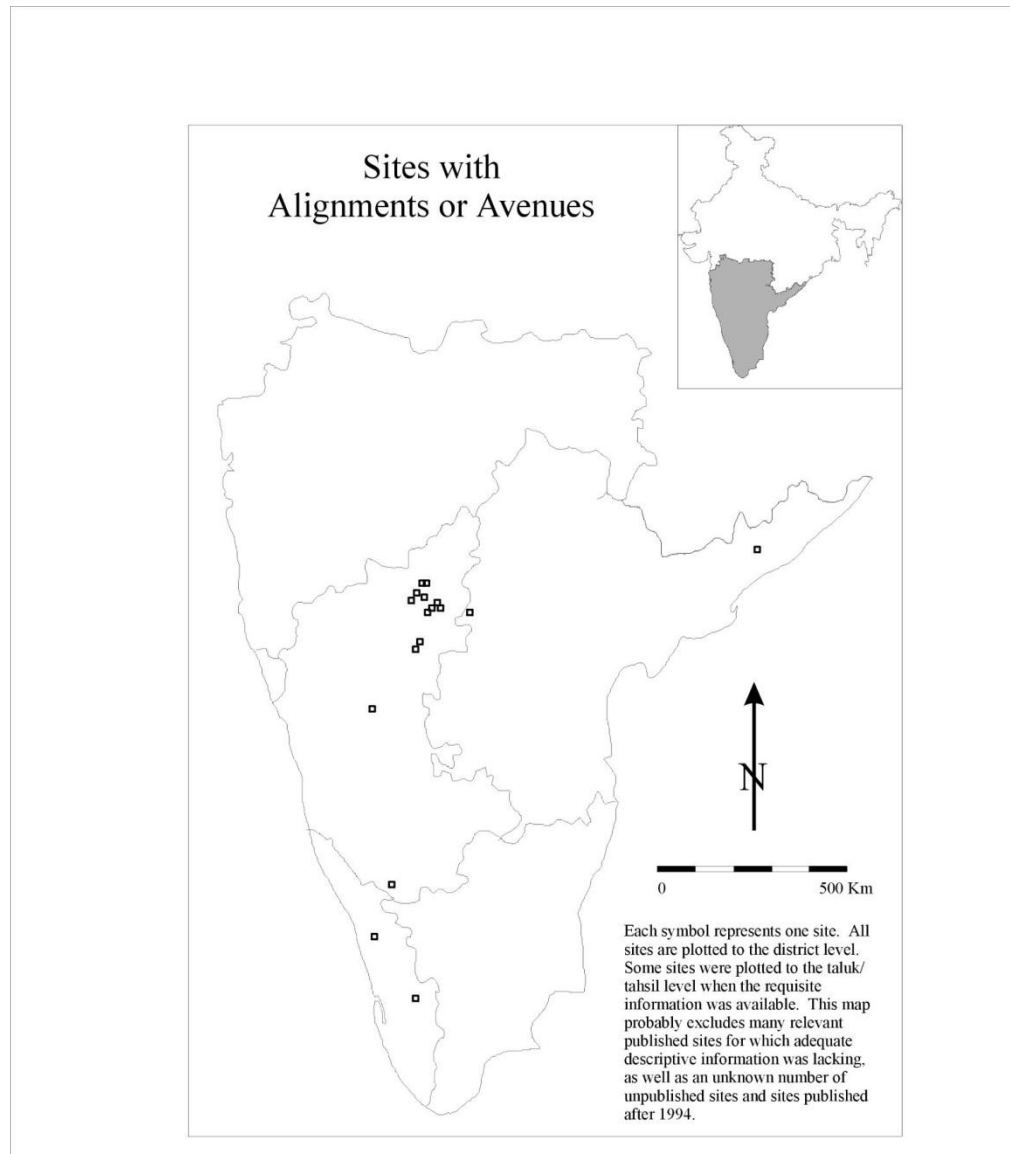 Sites with
Alignments or Avenues
N
0 500 Km
Each symbol represents one site. All
sites are plotted to the district level.
Some sites were plotted to the taluk/
tahsil level when the requisite
information was available. This map
probably excludes many relevant
published sites for which adequate
descriptive information was lacking,
as well as an unknown number of
unpublished sites and sites published
after 1994.